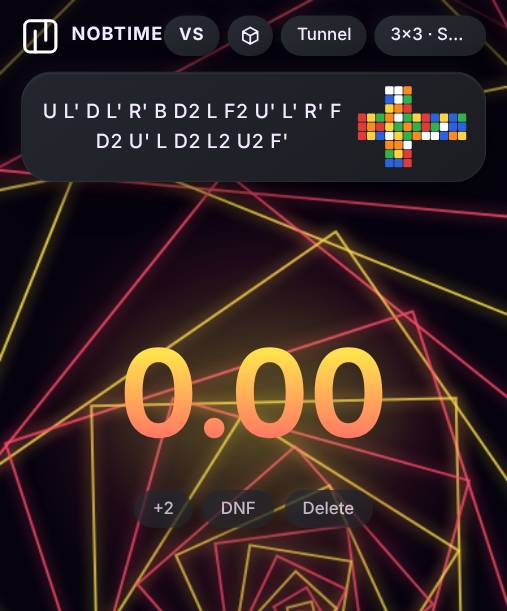 NOBTIME VS Tunnel 3×3 · S...
U L' D L' R' B D2 L F2 U' L' R' F
D2 U' L D2 L2 U2 F'
0.00
+2 DNF Delete